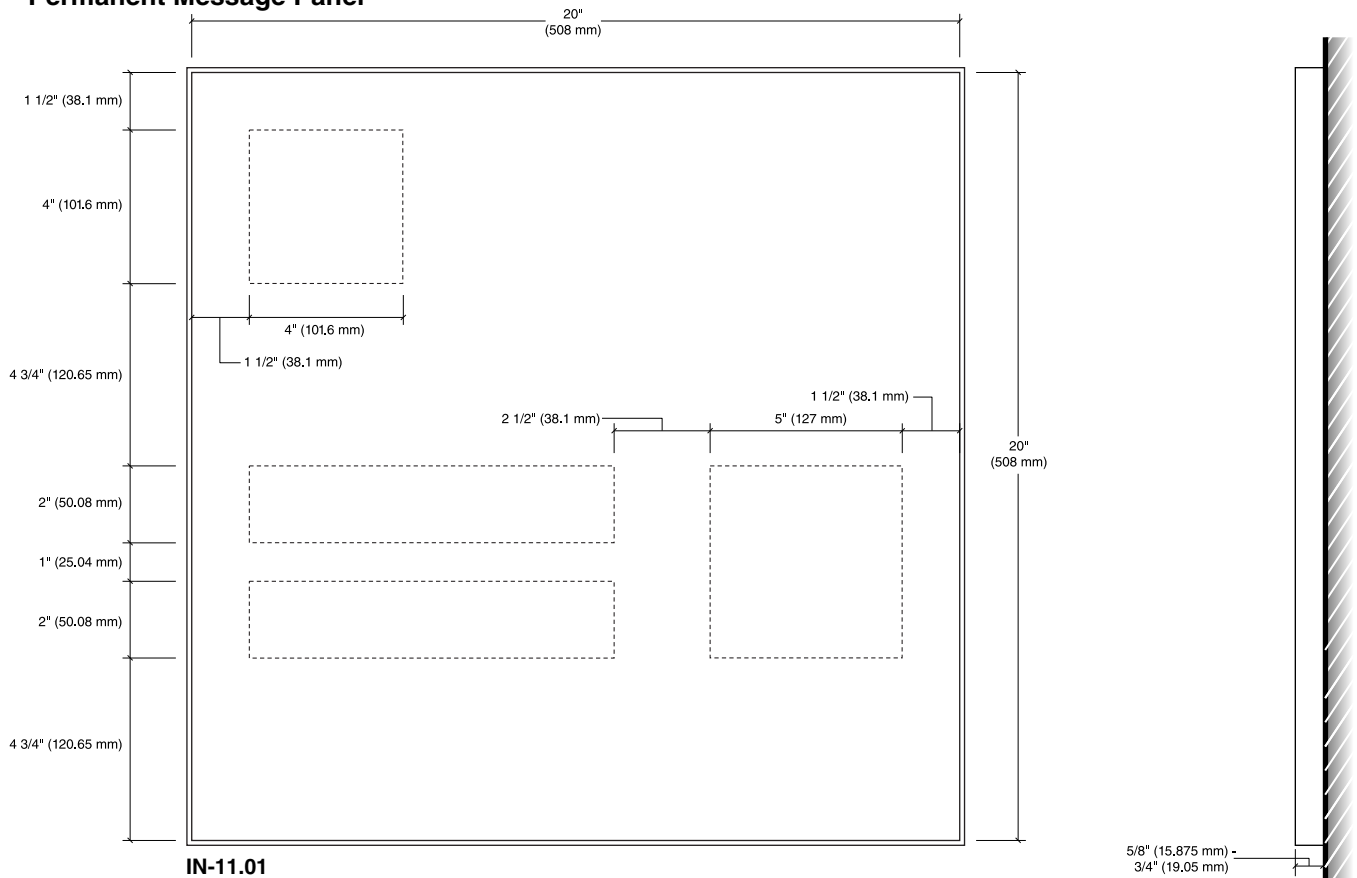 Permanent Message Panel
20"
(508 mm)
1 1/2" (38.1 mm)
4" (101.6 mm)
4" (101.6 mm)
1 1/2" (38.1 mm)
4 3/4" (120.65 mm)
1 1/2" (38.1 mm)
2 1/2" (38.1 mm)
5" (127 mm)
20"
(508 mm)
2" (50.08 mm)
1" (25.04 mm)
2" (50.08 mm)
4 3/4" (120.65 mm)
IN-11.01
5/8" (15.875 mm) -
3/4" (19.05 mm)